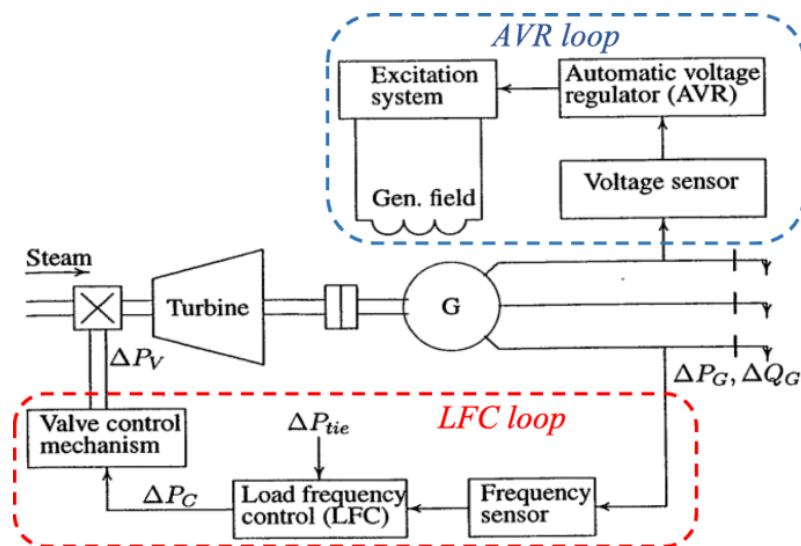 AVR loop
Excitation
system
Automatic voltage
regulator (AVR)
Gen. field
Voltage sensor
Steam
Turbine
G
ΔP_V
ΔP_G, ΔQ_G
LFC loop
Valve control
mechanism
ΔP_tie
ΔP_C
Load frequency
control (LFC)
Frequency
sensor